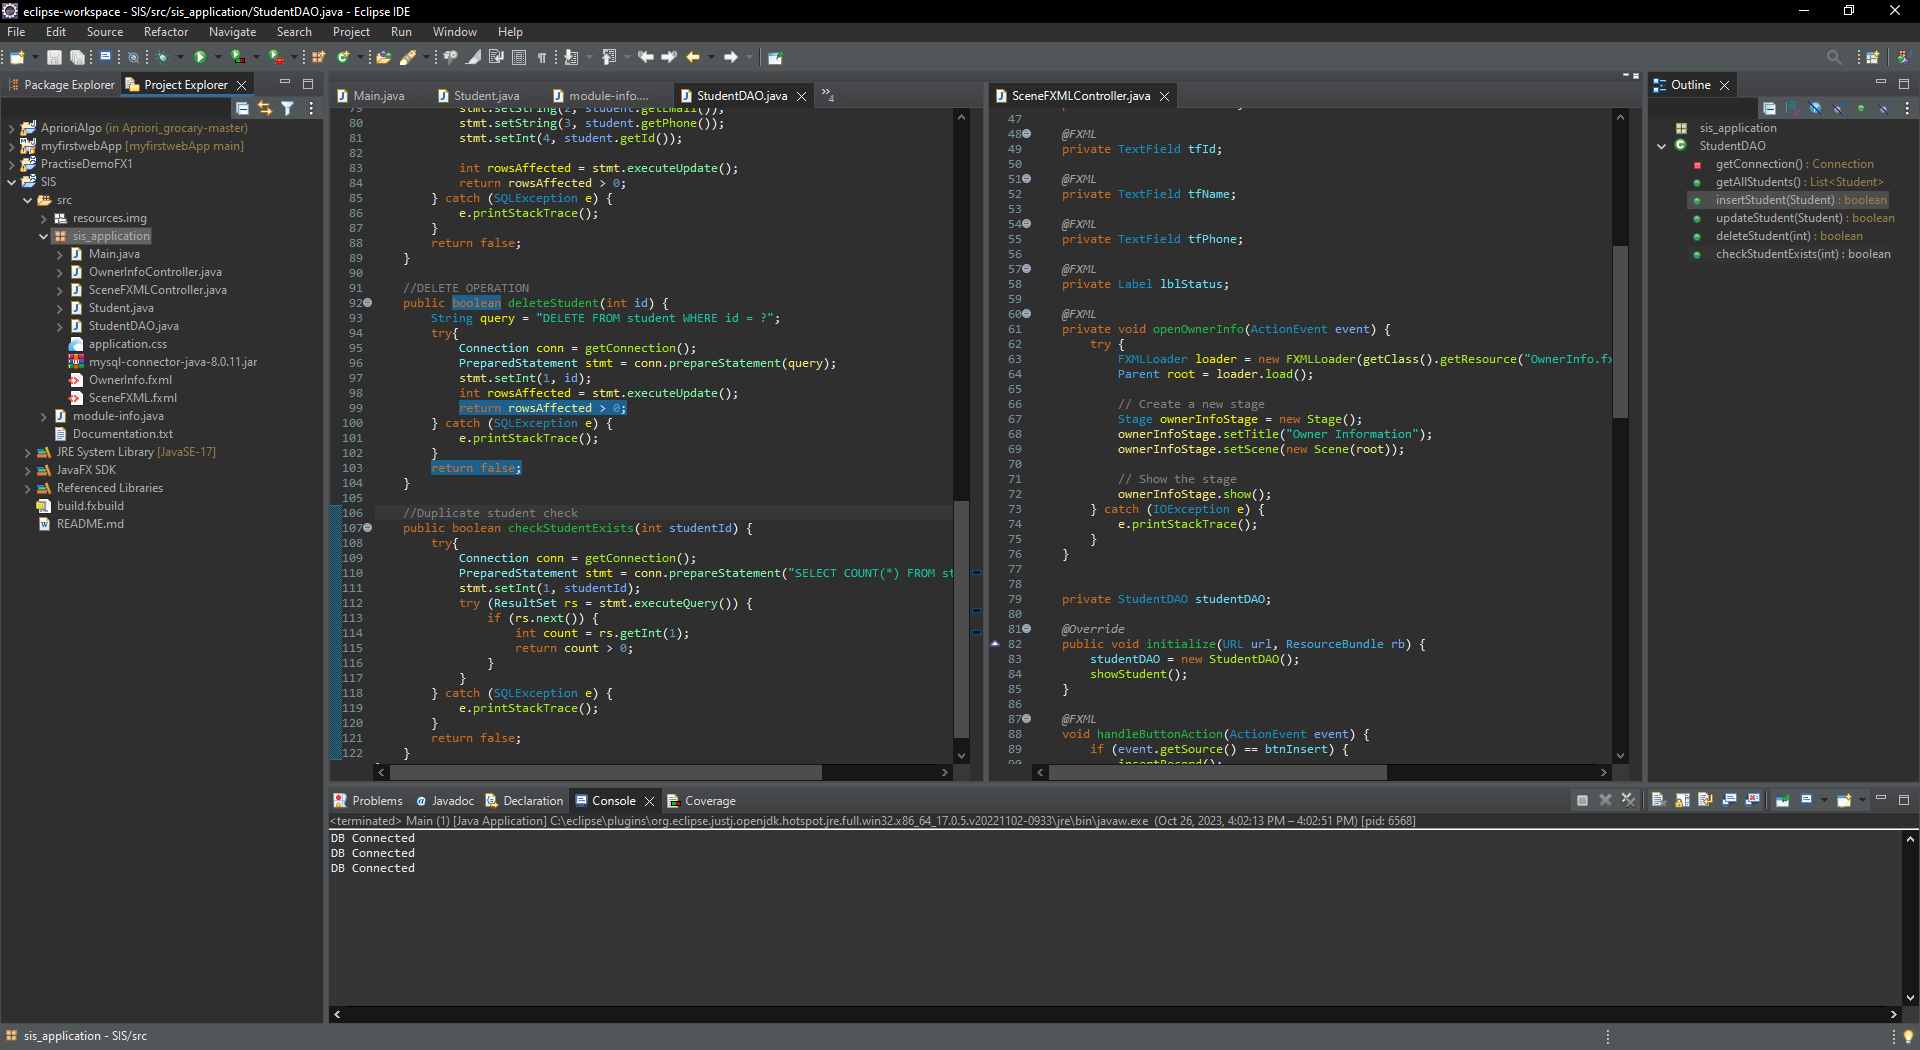 eclipse-workspace - SIS/src/sis_application/StudentDAO.java - Eclipse IDE
File Edit Source Refactor Navigate Search Project Run Window Help
Package Explorer Project Explorer
AprioriAlgo (in Apriori_grocary-master)
myfirstwebApp [myfirstwebApp main]
PractiseDemoFX1
SIS
src
resources.img
sis_application
Main.java
OwnerInfoController.java
SceneFXMLController.java
Student.java
StudentDAO.java
application.css
mysql-connector-java-8.0.11.jar
OwnerInfo.fxml
SceneFXML.fxml
module-info.java
Documentation.txt
JRE System Library [JavaSE-17]
JavaFX SDK
Referenced Libraries
build.fxbuild
README.md
Main.java Student.java module-info.... StudentDAO.java »4
79 stmt.setString(2, student.getEmail());
80 stmt.setString(3, student.getPhone());
81 stmt.setInt(4, student.getId());
82
83 int rowsAffected = stmt.executeUpdate();
84 return rowsAffected > 0;
85 } catch (SQLException e) {
86 e.printStackTrace();
87 }
88 return false;
89 }
90
91 //DELETE OPERATION
92 public boolean deleteStudent(int id) {
93 String query = "DELETE FROM student WHERE id = ?";
94 try{
95 Connection conn = getConnection();
96 PreparedStatement stmt = conn.prepareStatement(query);
97 stmt.setInt(1, id);
98 int rowsAffected = stmt.executeUpdate();
99 return rowsAffected > 0;
100 } catch (SQLException e) {
101 e.printStackTrace();
102 }
103 return false;
104 }
105
106 //Duplicate student check
107 public boolean checkStudentExists(int studentId) {
108 try{
109 Connection conn = getConnection();
110 PreparedStatement stmt = conn.prepareStatement("SELECT COUNT(*) FROM st
111 stmt.setInt(1, studentId);
112 try (ResultSet rs = stmt.executeQuery()) {
113 if (rs.next()) {
114 int count = rs.getInt(1);
115 return count > 0;
116 }
117 }
118 } catch (SQLException e) {
119 e.printStackTrace();
120 }
121 return false;
122 }
SceneFXMLController.java
47
48 @FXML
49 private TextField tfId;
50
51 @FXML
52 private TextField tfName;
53
54 @FXML
55 private TextField tfPhone;
56
57 @FXML
58 private Label lblStatus;
59
60 @FXML
61 private void openOwnerInfo(ActionEvent event) {
62 try {
63 FXMLLoader loader = new FXMLLoader(getClass().getResource("OwnerInfo.fx
64 Parent root = loader.load();
65
66 // Create a new stage
67 Stage ownerInfoStage = new Stage();
68 ownerInfoStage.setTitle("Owner Information");
69 ownerInfoStage.setScene(new Scene(root));
70
71 // Show the stage
72 ownerInfoStage.show();
73 } catch (IOException e) {
74 e.printStackTrace();
75 }
76 }
77
78
79 private StudentDAO studentDAO;
80
81 @Override
82 public void initialize(URL url, ResourceBundle rb) {
83 studentDAO = new StudentDAO();
84 showStudent();
85 }
86
87 @FXML
88 void handleButtonAction(ActionEvent event) {
89 if (event.getSource() == btnInsert) {
90 insertRecord();
Outline
sis_application
StudentDAO
getConnection() : Connection
getAllStudents() : List<Student>
insertStudent(Student) : boolean
updateStudent(Student) : boolean
deleteStudent(int) : boolean
checkStudentExists(int) : boolean
Problems Javadoc Declaration Console Coverage
<terminated> Main (1) [Java Application] C:\eclipse\plugins\org.eclipse.justj.openjdk.hotspot.jre.full.win32.x86_64_17.0.5.v20221102-0933\jre\bin\javaw.exe (Oct 26, 2023, 4:02:13 PM – 4:02:51 PM) [pid: 6568]
DB Connected
DB Connected
DB Connected
sis_application - SIS/src